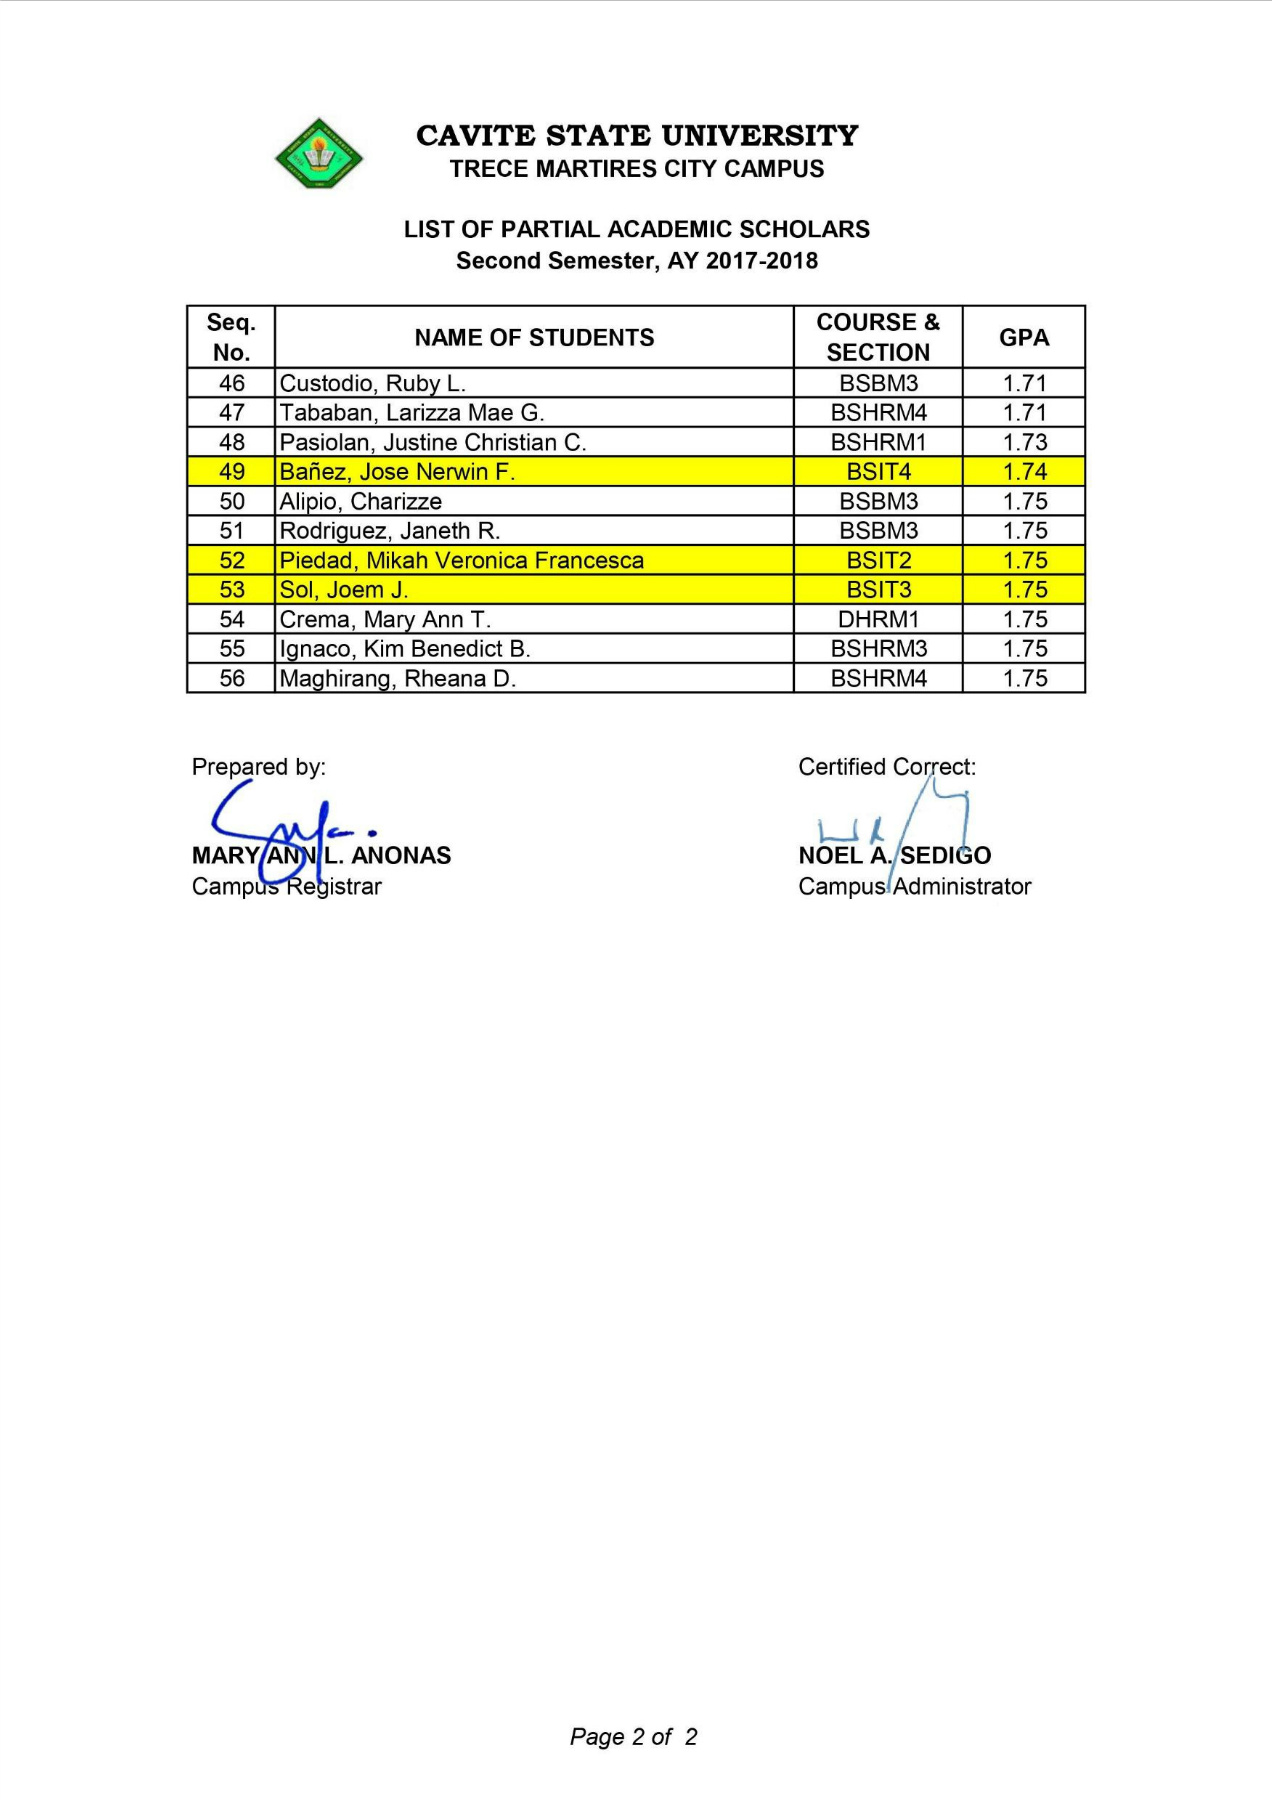 CAVITE STATE UNIVERSITY
TRECE MARTIRES CITY CAMPUS
LIST OF PARTIAL ACADEMIC SCHOLARS
Second Semester, AY 2017-2018
Seq. No. NAME OF STUDENTS COURSE & SECTION GPA
46 Custodio, Ruby L. BSBM3 1.71
47 Tababan, Larizza Mae G. BSHRM4 1.71
48 Pasiolan, Justine Christian C. BSHRM1 1.73
49 Bañez, Jose Nerwin F. BSIT4 1.74
50 Alipio, Charizze BSBM3 1.75
51 Rodriguez, Janeth R. BSBM3 1.75
52 Piedad, Mikah Veronica Francesca BSIT2 1.75
53 Sol, Joem J. BSIT3 1.75
54 Crema, Mary Ann T. DHRM1 1.75
55 Ignaco, Kim Benedict B. BSHRM3 1.75
56 Maghirang, Rheana D. BSHRM4 1.75
Prepared by: Certified Correct:
MARY ANN L. ANONAS NOEL A. SEDIGO
Campus Registrar Campus Administrator
Page 2 of 2